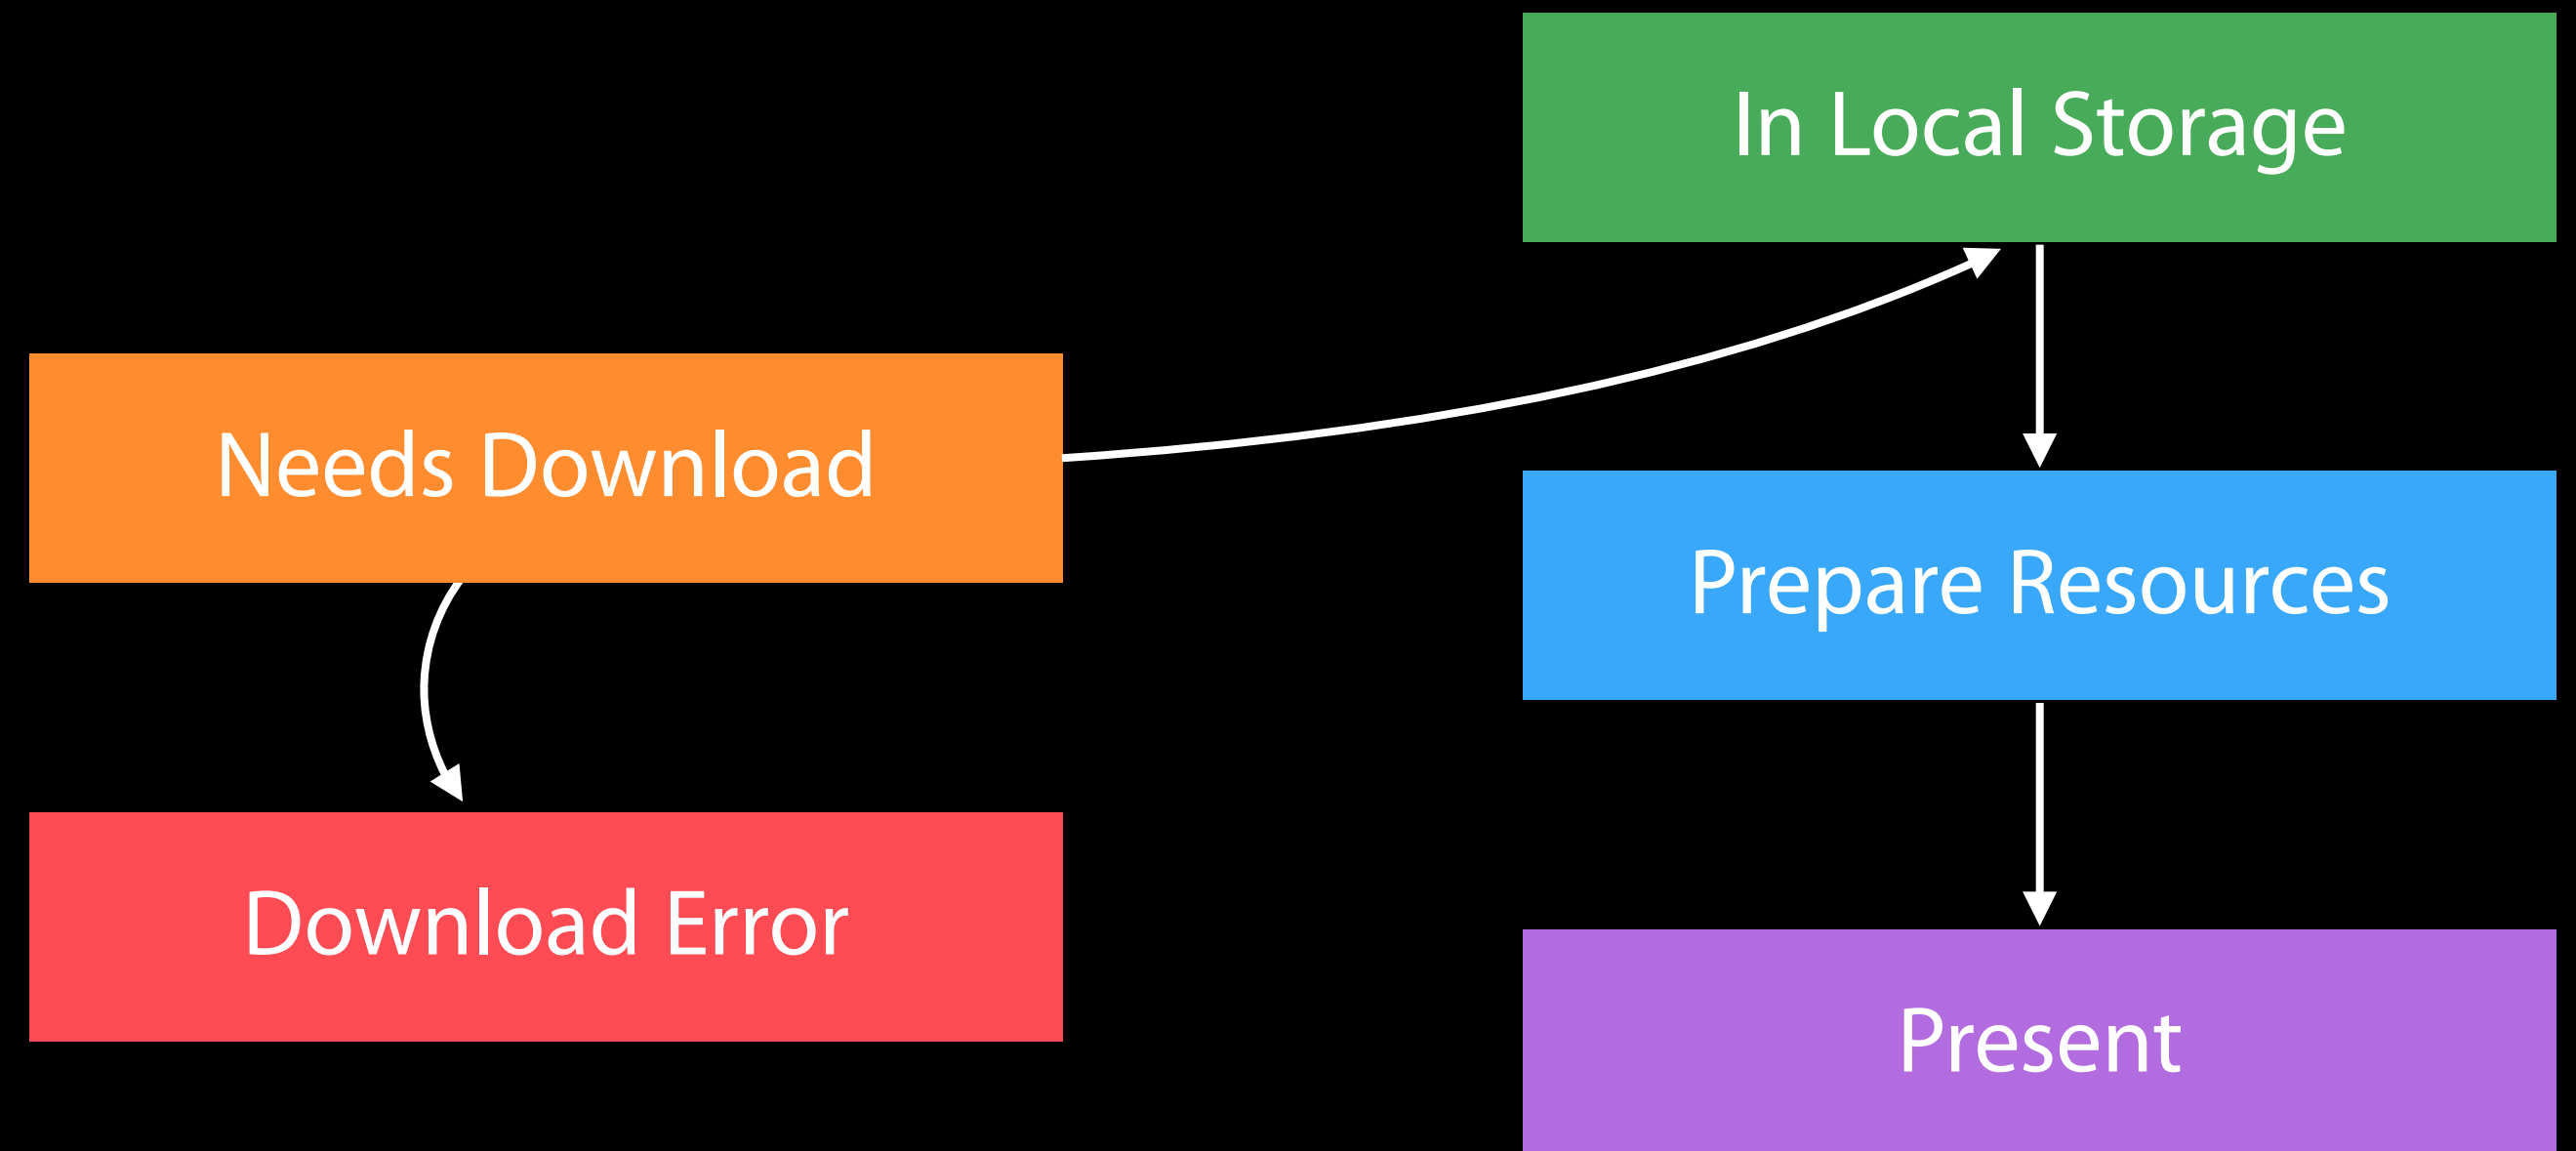 In Local Storage
Needs Download
Prepare Resources
Download Error
Present